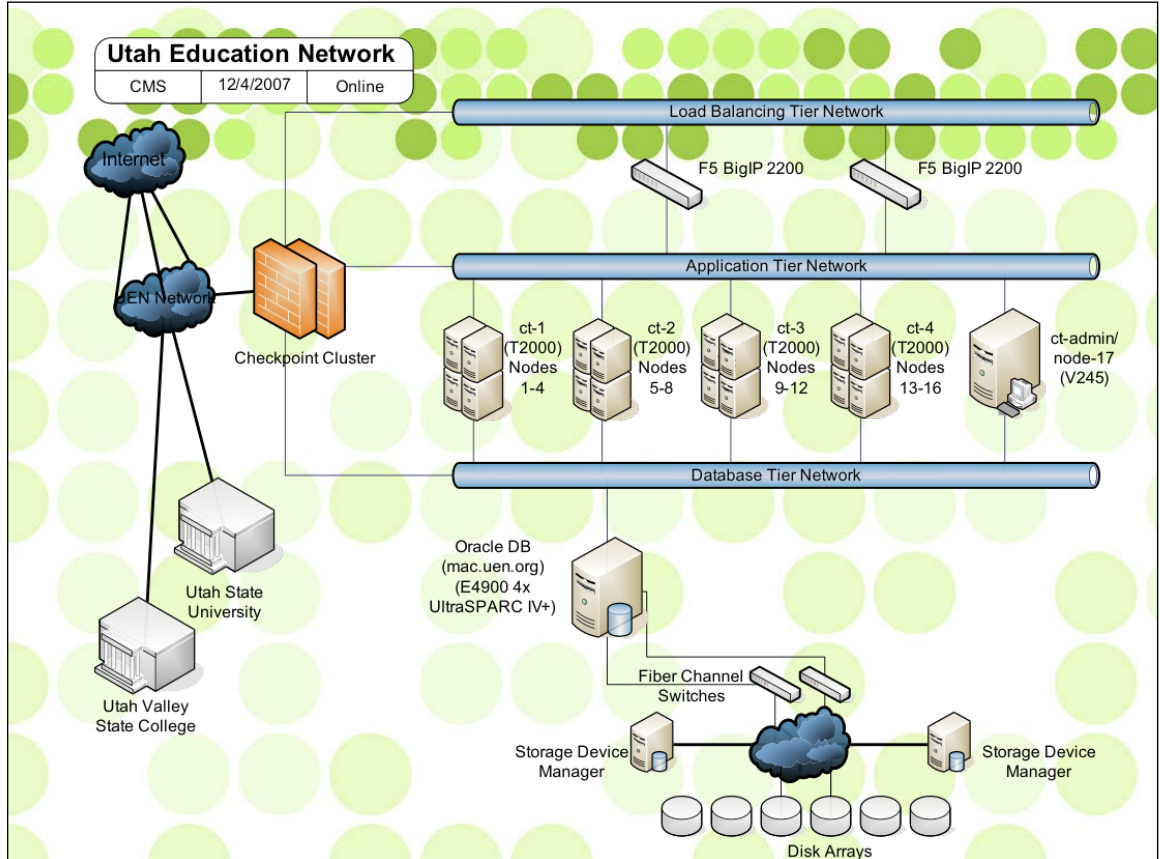 Utah Education Network
CMS
12/4/2007
Online
Load Balancing Tier Network
Internet
F5 BigIP 2200
F5 BigIP 2200
Application Tier Network
UEN Network
ct-1
(T2000)
Nodes
1-4
ct-2
(T2000)
Nodes
5-8
ct-3
(T2000)
Nodes
9-12
ct-4
(T2000)
Nodes
13-16
ct-admin/
node-17
(V245)
Checkpoint Cluster
Database Tier Network
Oracle DB
(mac.uen.org)
(E4900 4x
UltraSPARC IV+)
Utah State
University
Utah Valley
State College
Fiber Channel
Switches
Storage Device
Manager
Storage Device
Manager
Disk Arrays